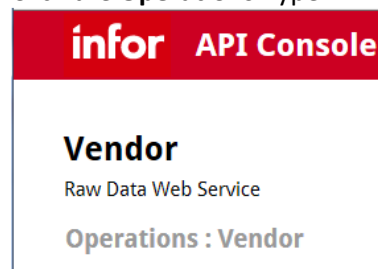 infor API Console
Vendor
Raw Data Web Service
Operations : Vendor